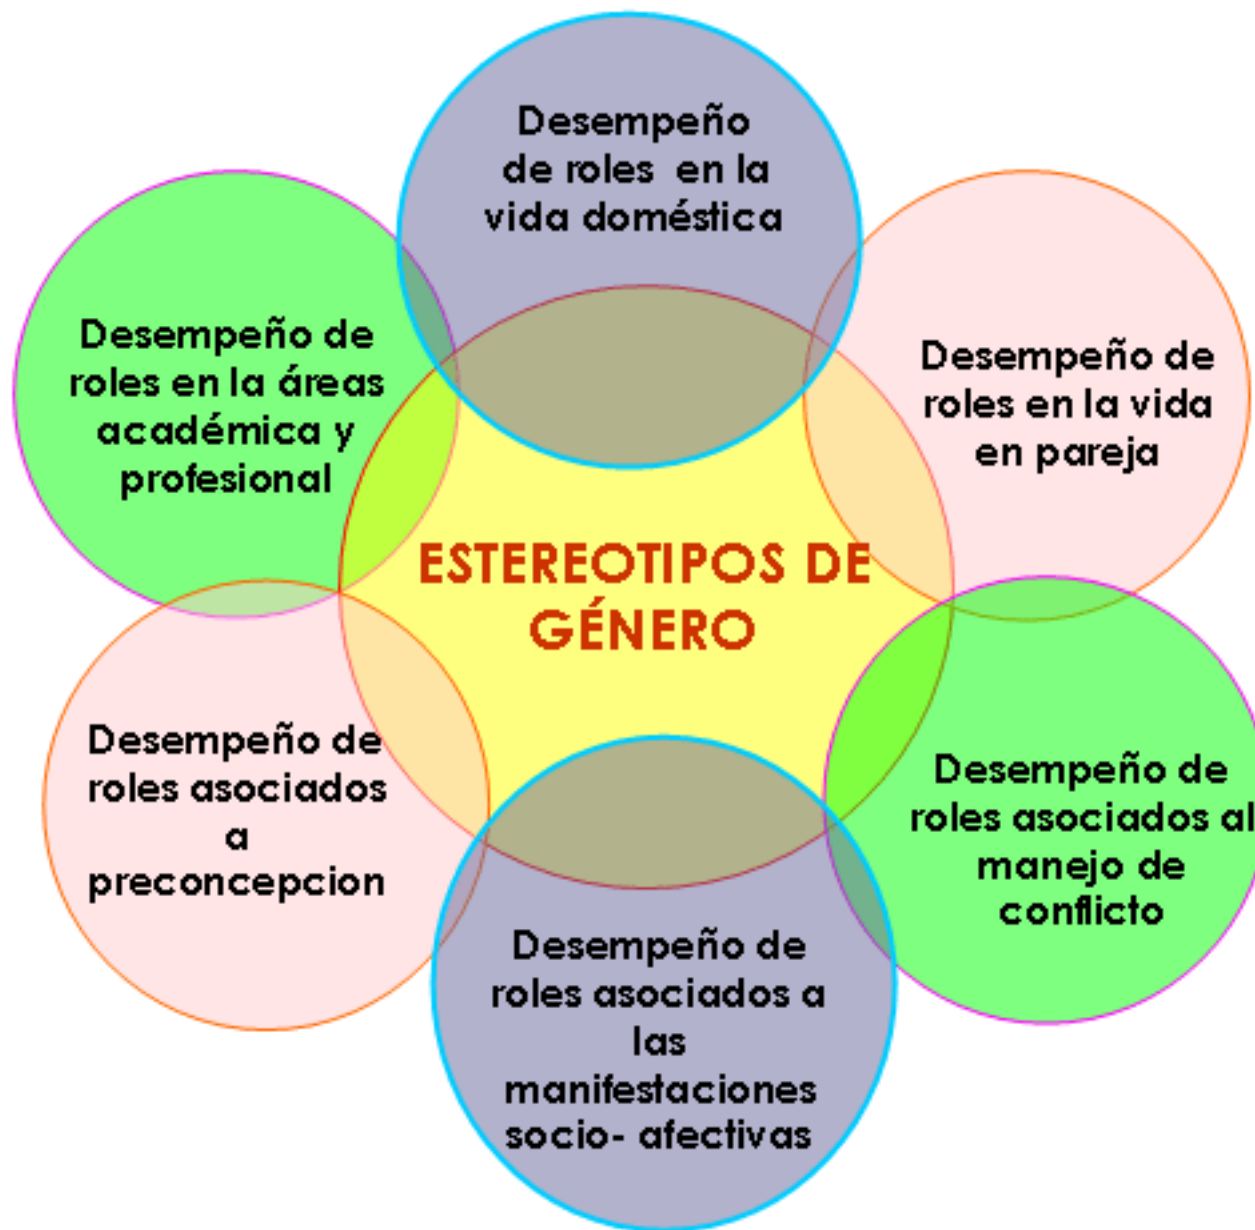 Desempeño
de roles en la
vida doméstica
Desempeño de
roles en la áreas
académica y
profesional
Desempeño de
roles en la vida
en pareja
ESTEREOTIPOS DE
GÉNERO
Desempeño de
roles asociados
a
preconcepcion
Desempeño de
roles asociados al
manejo de
conflicto
Desempeño de
roles asociados a
las
manifestaciones
socio- afectivas